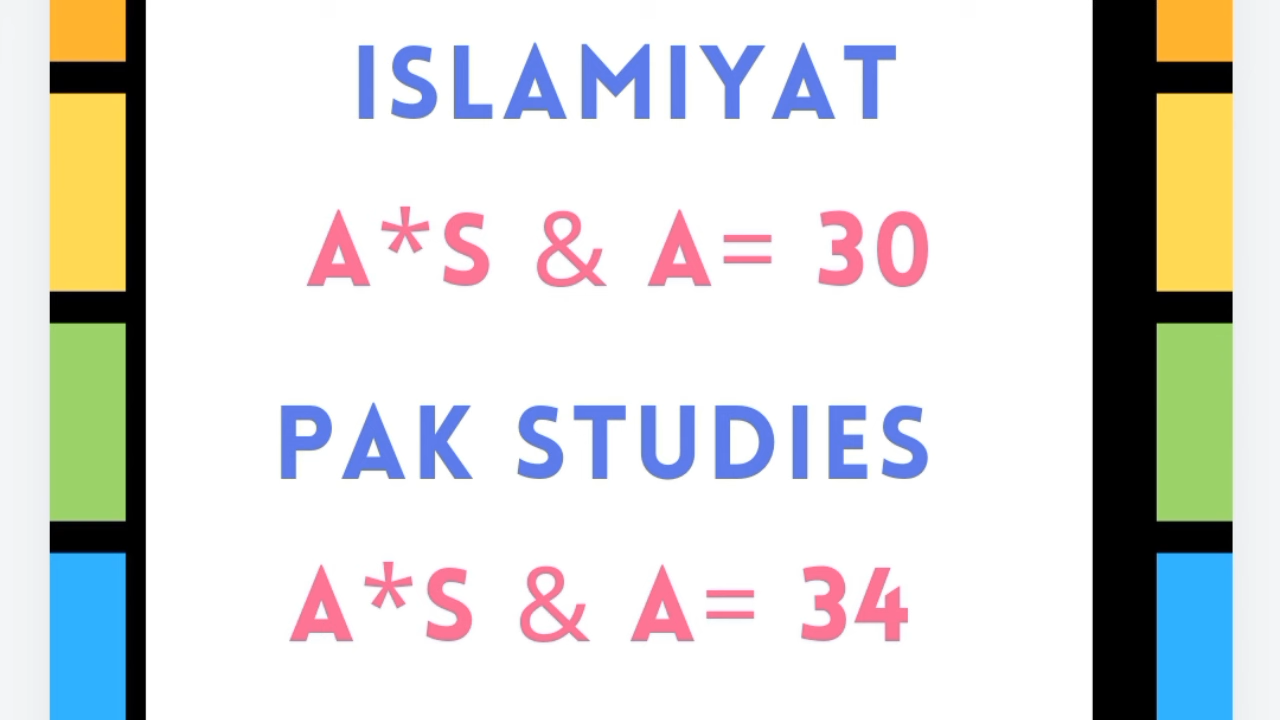 ISLAMIYAT
A*S & A= 30
PAK STUDIES
A*S & A= 34